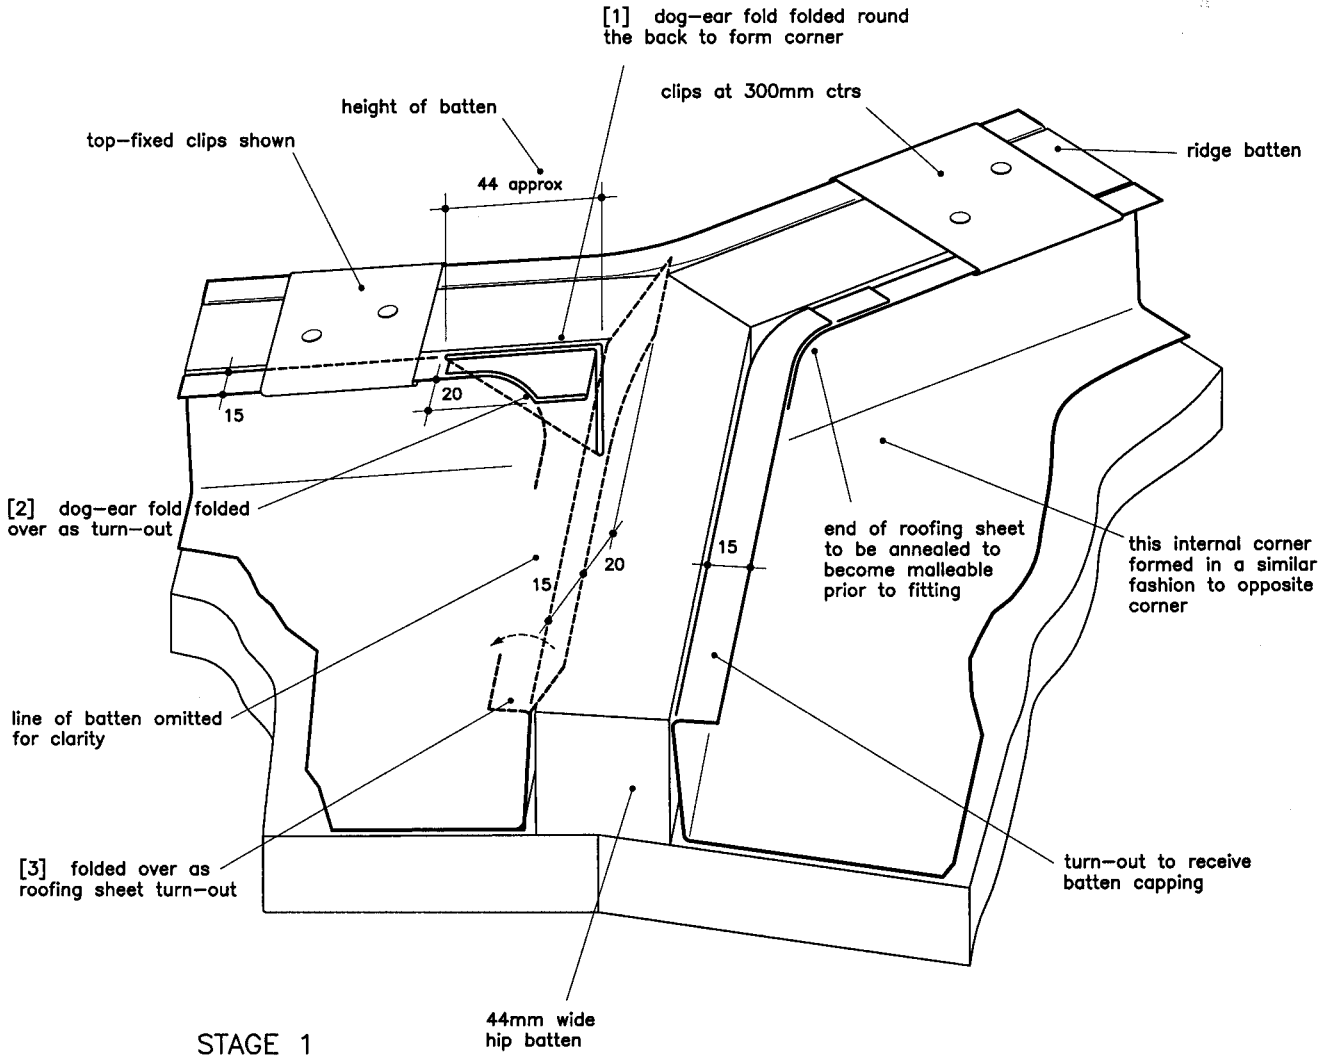 [1] dog-ear fold folded round
the back to form corner
clips at 300mm ctrs
height of batten
top-fixed clips shown
ridge batten
44 approx
15
20
[2] dog-ear fold folded
over as turn-out
15
20
15
end of roofing sheet
to be annealed to
become malleable
prior to fitting
this internal corner
formed in a similar
fashion to opposite
corner
line of batten omitted
for clarity
[3] folded over as
roofing sheet turn-out
turn-out to receive
batten capping
44mm wide
hip batten
STAGE 1